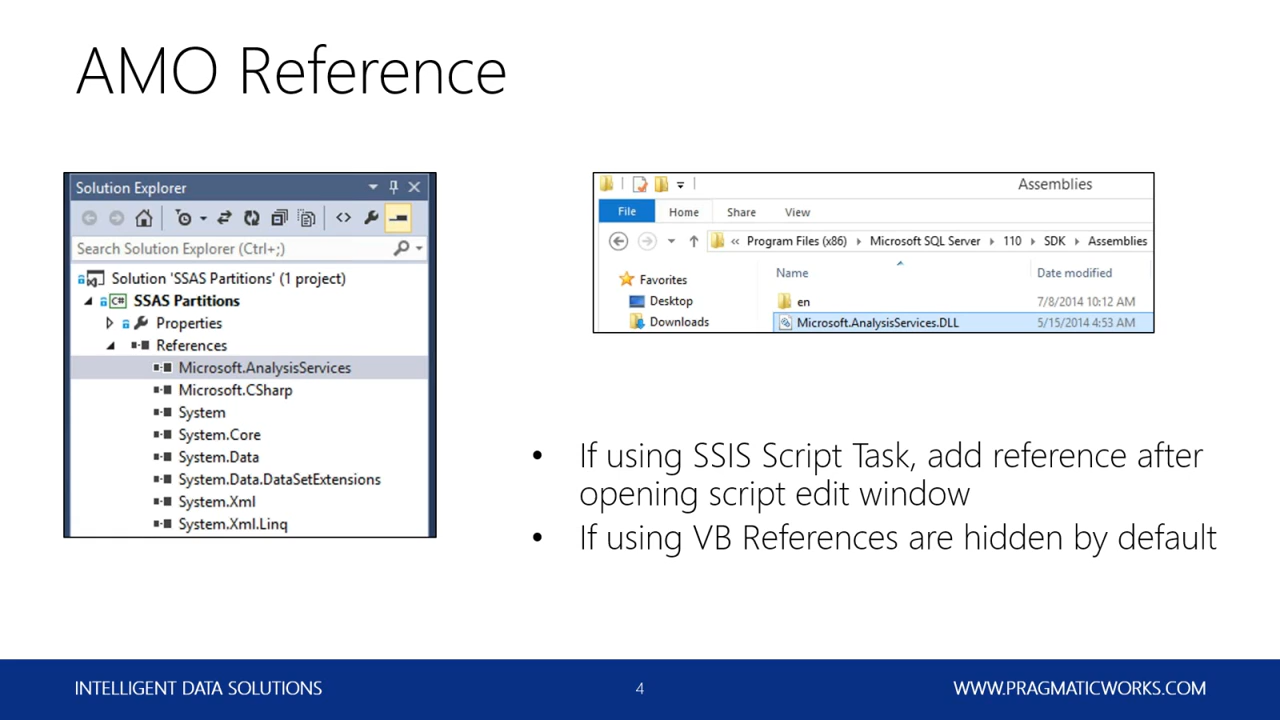 AMO Reference
Solution Explorer
Search Solution Explorer (Ctrl+;)
Solution 'SSAS Partitions' (1 project)
C# SSAS Partitions
Properties
References
Microsoft.AnalysisServices
Microsoft.CSharp
System
System.Core
System.Data
System.Data.DataSetExtensions
System.Xml
System.Xml.Linq
Assemblies
File Home Share View
« Program Files (x86) Microsoft SQL Server 110 SDK Assemblies
Favorites
Desktop
Downloads
Name Date modified
en 7/8/2014 10:12 AM
Microsoft.AnalysisServices.DLL 5/15/2014 4:53 AM
• If using SSIS Script Task, add reference after
opening script edit window
• If using VB References are hidden by default
INTELLIGENT DATA SOLUTIONS 4 WWW.PRAGMATICWORKS.COM